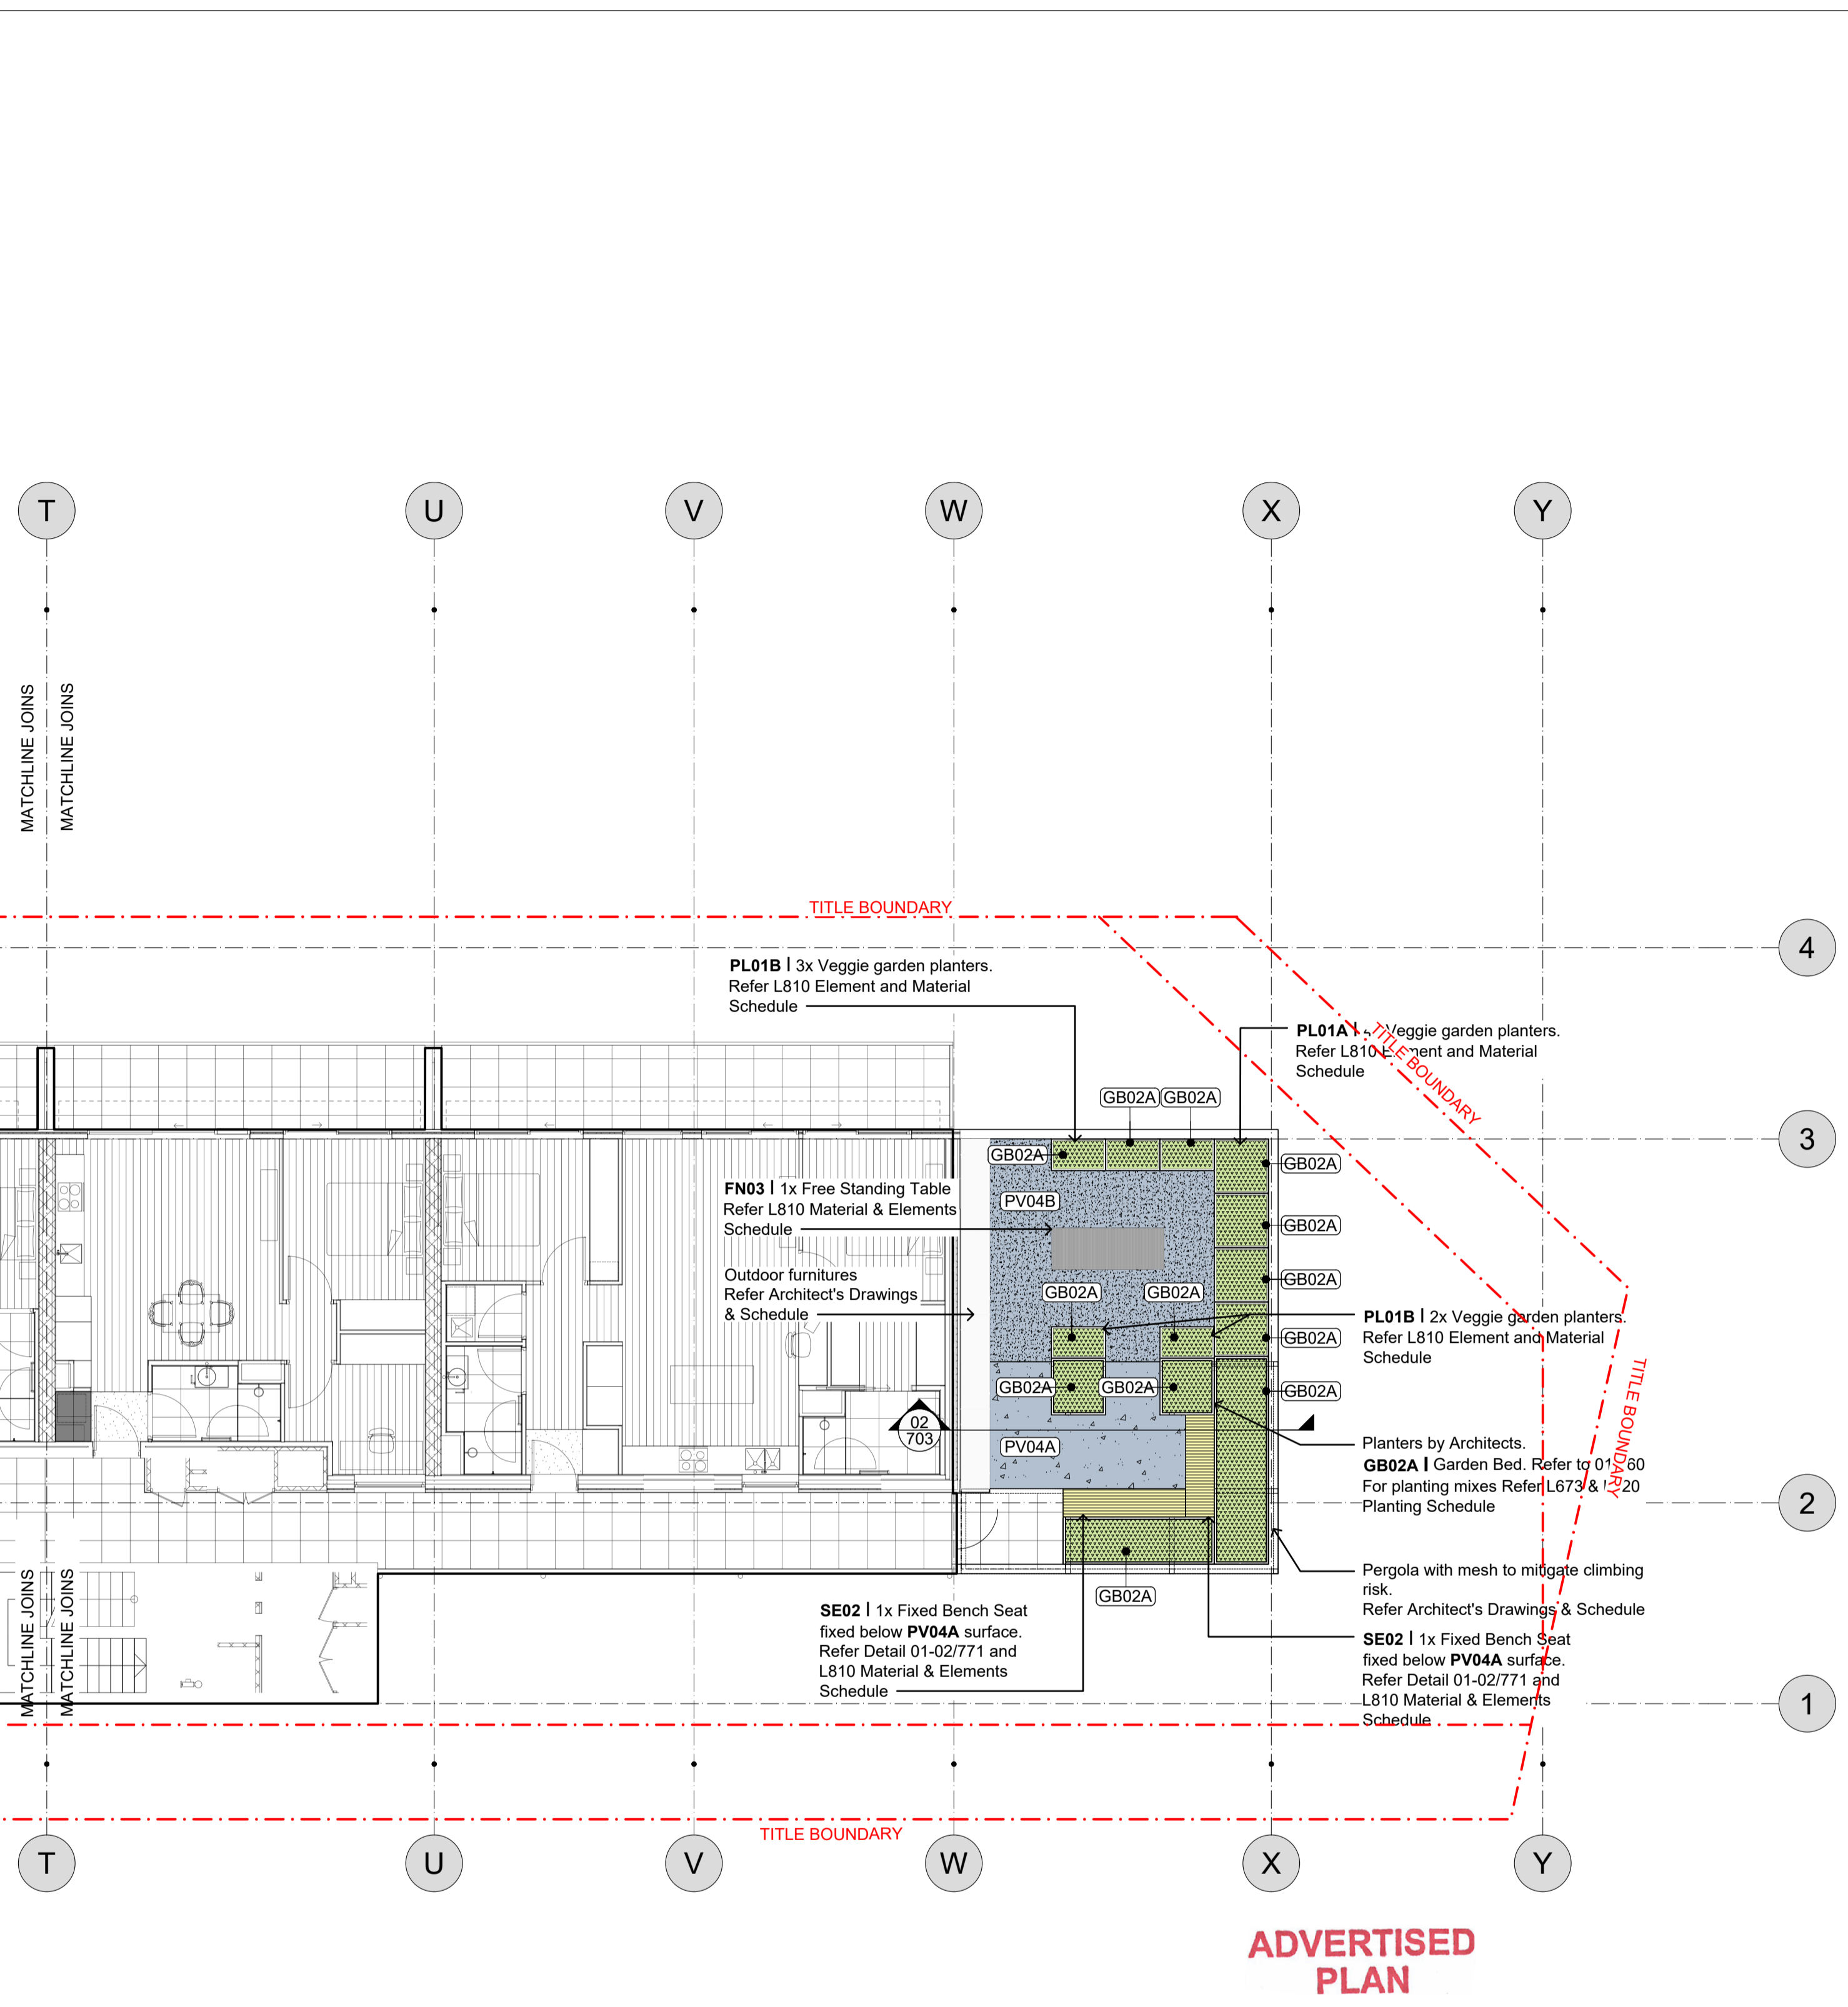 T
U
V
W
X
Y
MATCHLINE JOINS
MATCHLINE JOINS
TITLE BOUNDARY
4
PL01B | 3x Veggie garden planters.
Refer L810 Element and Material
Schedule
PL01A | Veggie garden planters.
Refer L810 Element and Material
Schedule
TITLE BOUNDARY
GB02A
GB02A
3
GB02A
GB02A
FN03 | 1x Free Standing Table
Refer L810 Material & Elements
Schedule
PV04B
GB02A
Outdoor furnitures
Refer Architect's Drawings
& Schedule
GB02A
GB02A
GB02A
GB02A
PL01B | 2x Veggie garden planters.
Refer L810 Element and Material
Schedule
GB02A
GB02A
GB02A
TITLE BOUNDARY
02
703
PV04A
Planters by Architects.
GB02A | Garden Bed. Refer to
For planting mixes Refer L673 &
Planting Schedule
2
Pergola with mesh to mitigate climbing
risk.
Refer Architect's Drawings & Schedule
GB02A
MATCHLINE JOINS
MATCHLINE JOINS
SE02 | 1x Fixed Bench Seat
fixed below PV04A surface.
Refer Detail 01-02/771 and
L810 Material & Elements
Schedule
SE02 | 1x Fixed Bench Seat
fixed below PV04A surface.
Refer Detail 01-02/771 and
L810 Material & Elements
Schedule
1
TITLE BOUNDARY
T
U
V
W
X
Y
ADVERTISED
PLAN